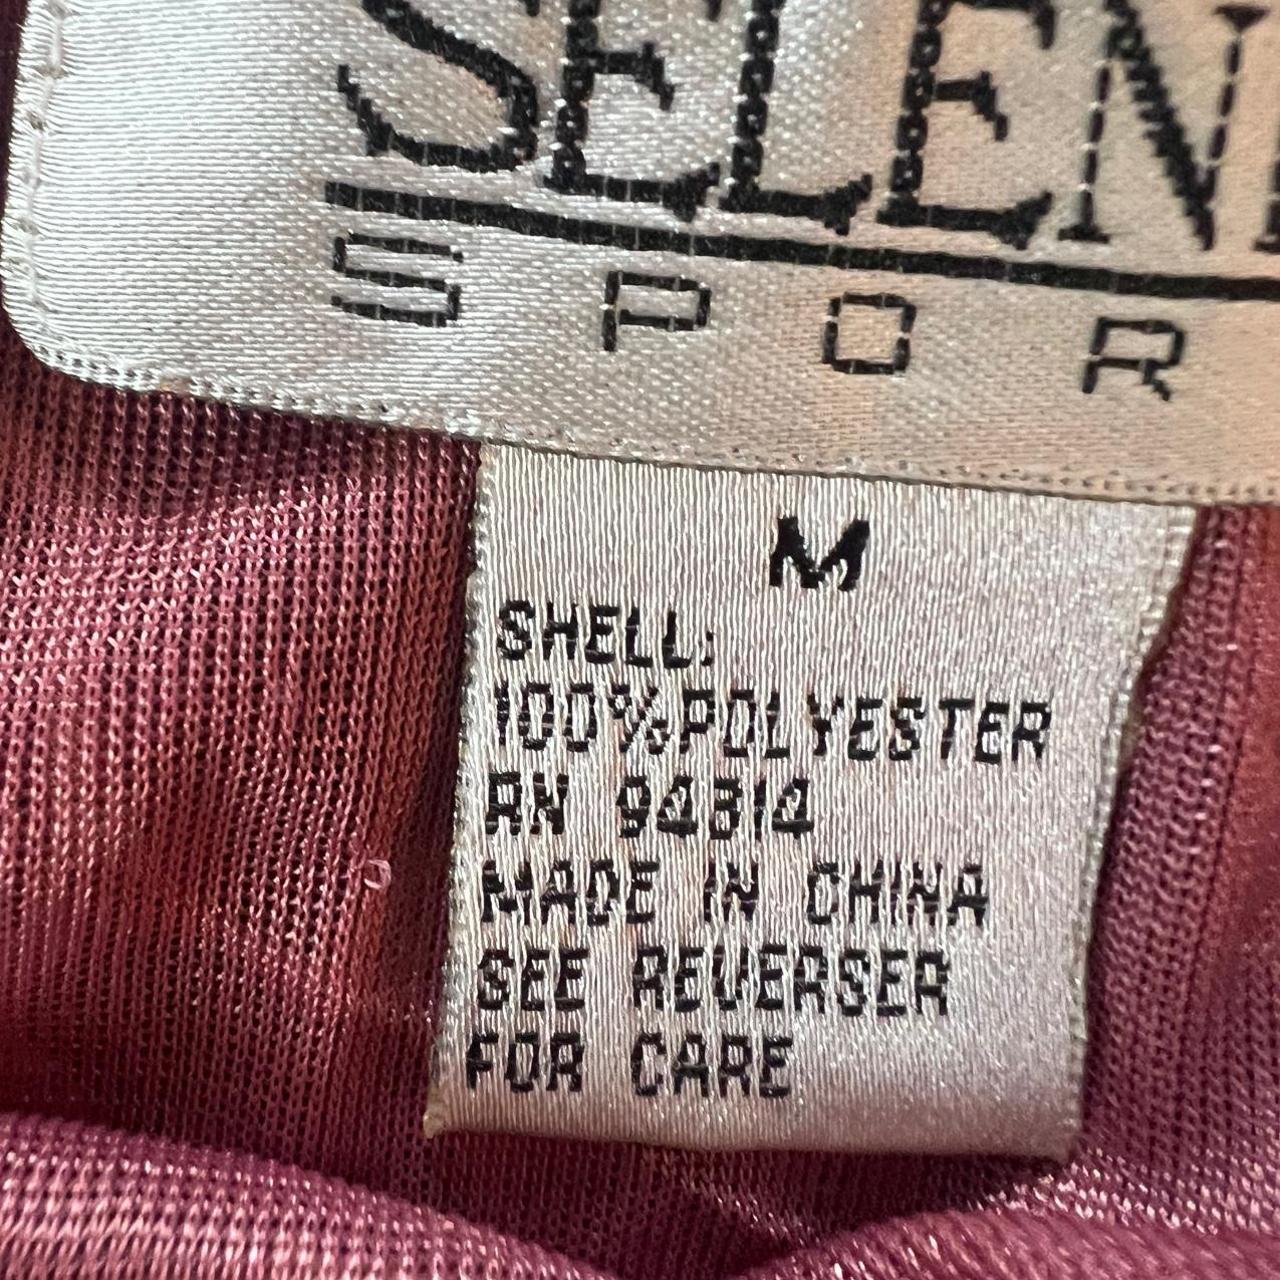 SELEN
SPOR
M
SHELL:
100%POLYESTER
RN 94314
MADE IN CHINA
SEE REVERSER
FOR CARE